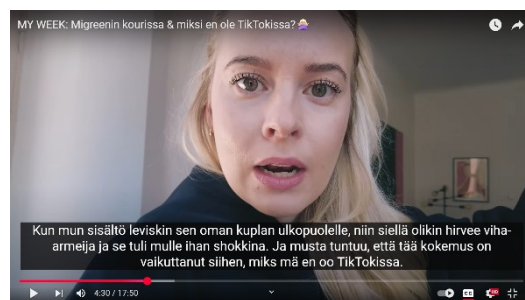 MY WEEK: Migreenin kourissa & miksi en ole TikTokissa? 🤷🏼‍♀️
Kun mun sisältö leviskin sen oman kuplan ulkopuolelle, niin siellä olikin hirvee viha-
armeija ja se tuli mulle ihan shokkina. Ja musta tuntuu, että tää kokemus on
vaikuttanut siihen, miks mä en oo TikTokissa.
4:30 / 17:50